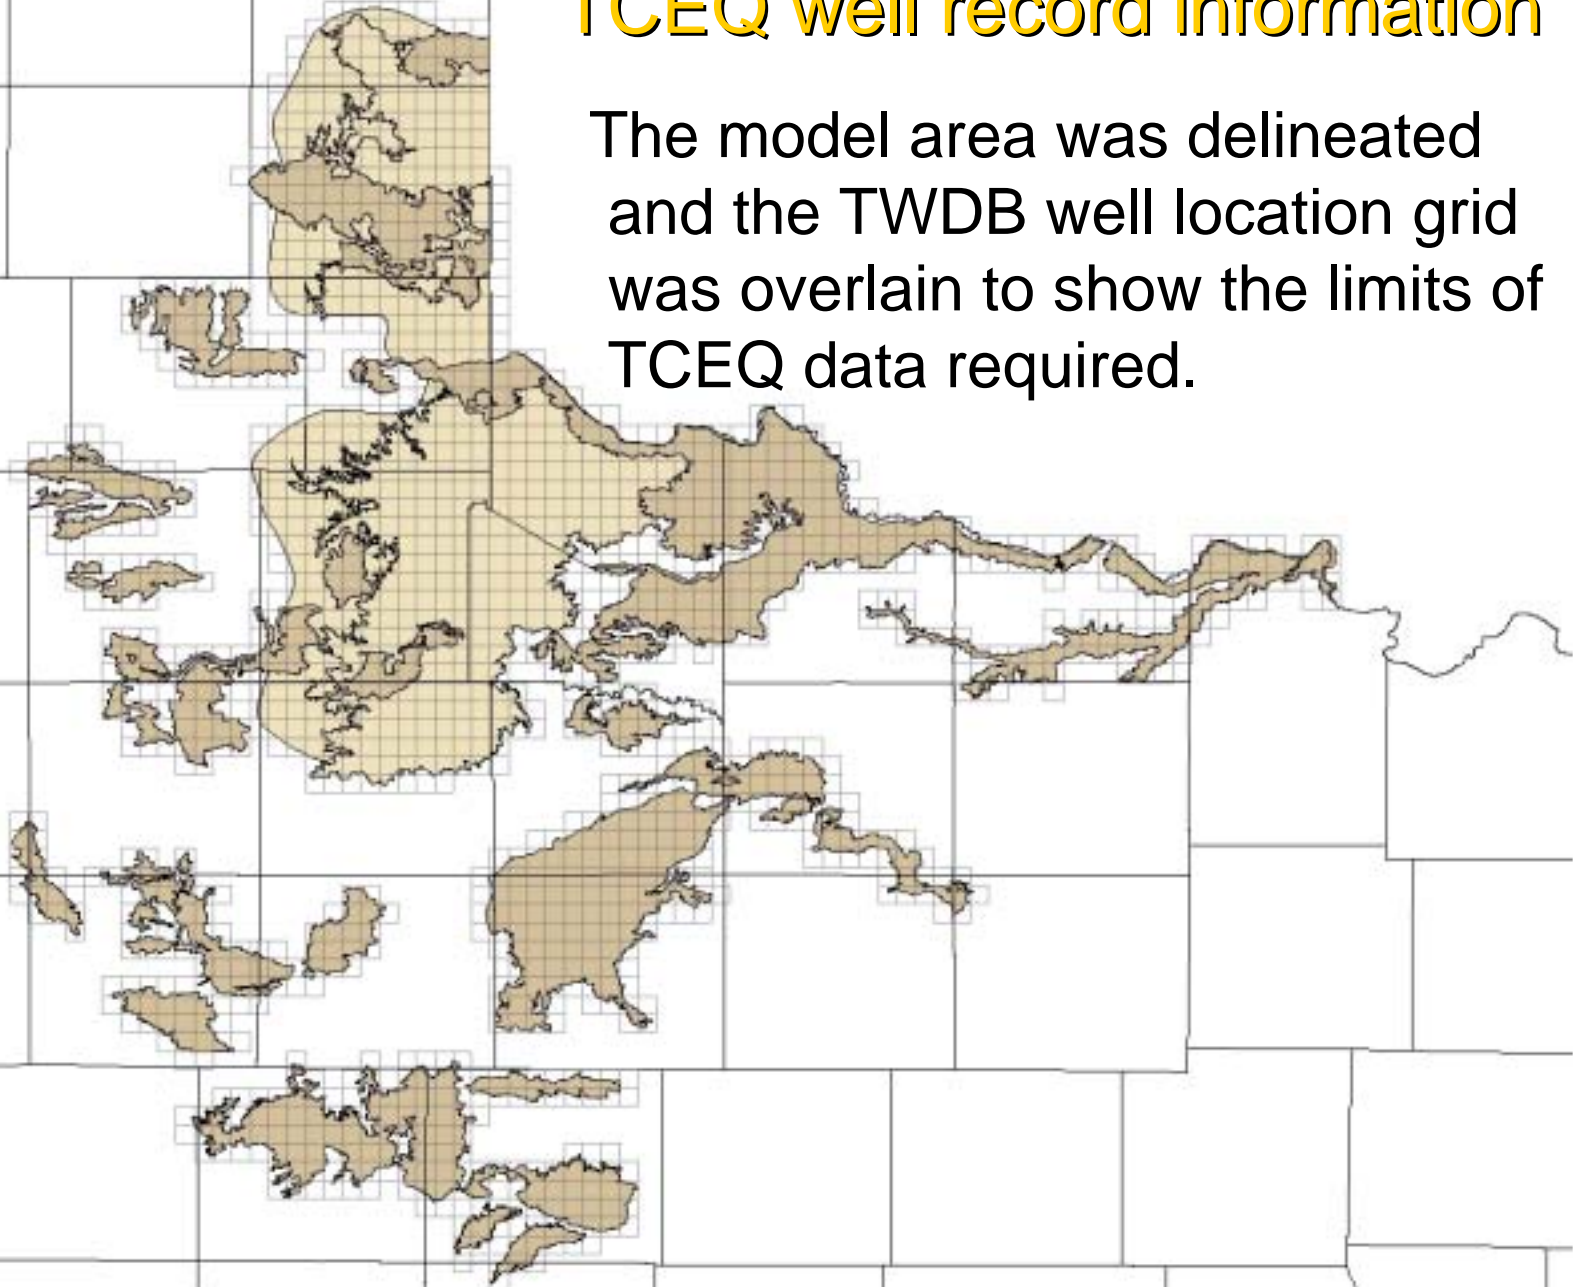 TCEQ well record information
The model area was delineated
and the TWDB well location grid
was overlain to show the limits of
TCEQ data required.